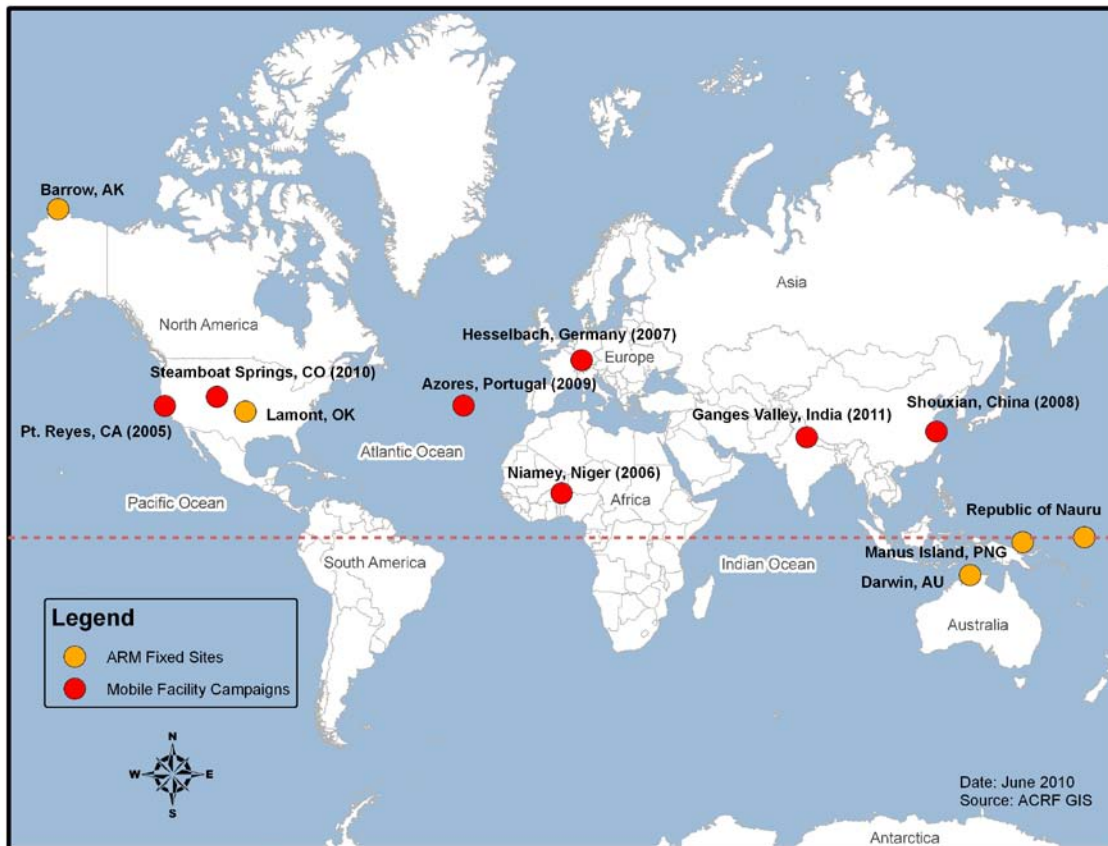 Barrow, AK
Asia
North America
Hesselbach, Germany (2007)
Europe
Steamboat Springs, CO (2010)
Azores, Portugal (2009)
Lamont, OK
Ganges Valley, India (2011)
Shouxian, China (2008)
Pt. Reyes, CA (2005)
Atlantic Ocean
Niamey, Niger (2006)
Africa
Pacific Ocean
Republic of Nauru
Manus Island, PNG
South America
Indian Ocean
Darwin, AU
Australia
Legend
ARM Fixed Sites
Mobile Facility Campaigns
N
W
E
S
Date: June 2010
Source: ACRF GIS
Antarctica